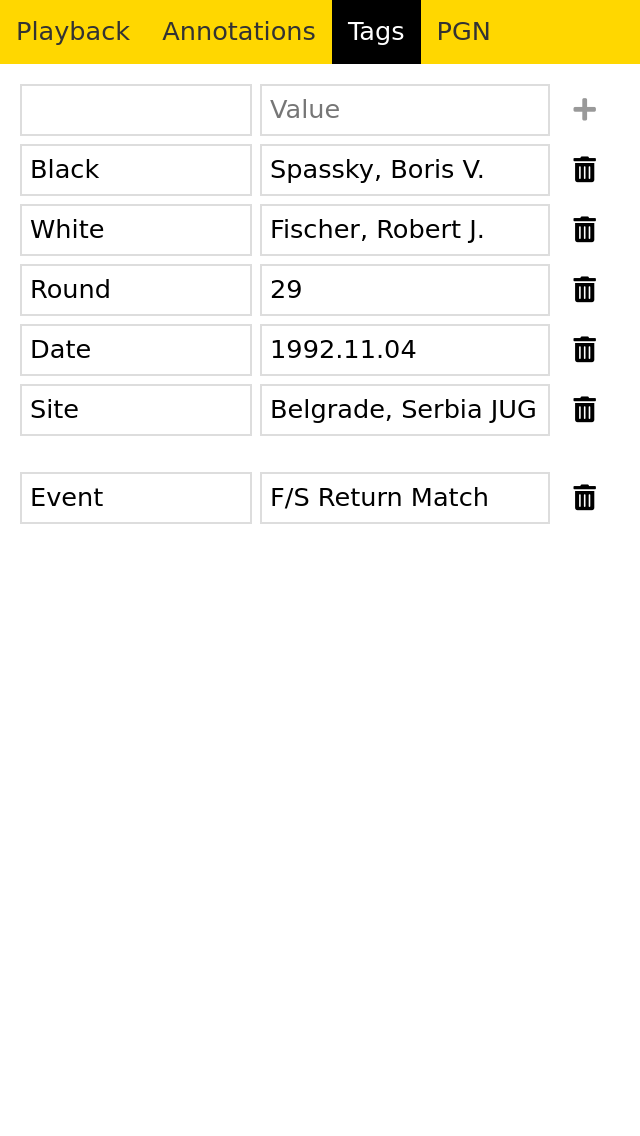 Playback Annotations Tags PGN
Value
Black Spassky, Boris V.
White Fischer, Robert J.
Round 29
Date 1992.11.04
Site Belgrade, Serbia JUG
Event F/S Return Match